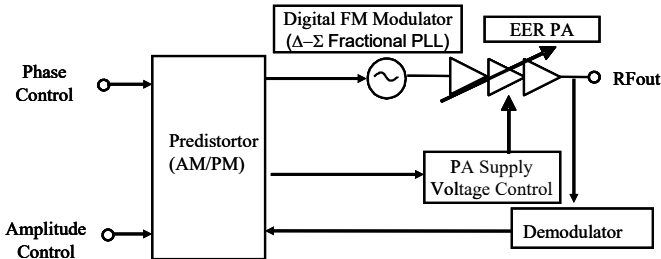 Digital FM Modulator
(Δ–Σ Fractional PLL)
EER PA
Phase
Control
RFout
Predistortor
(AM/PM)
PA Supply
Voltage Control
Amplitude
Control
Demodulator